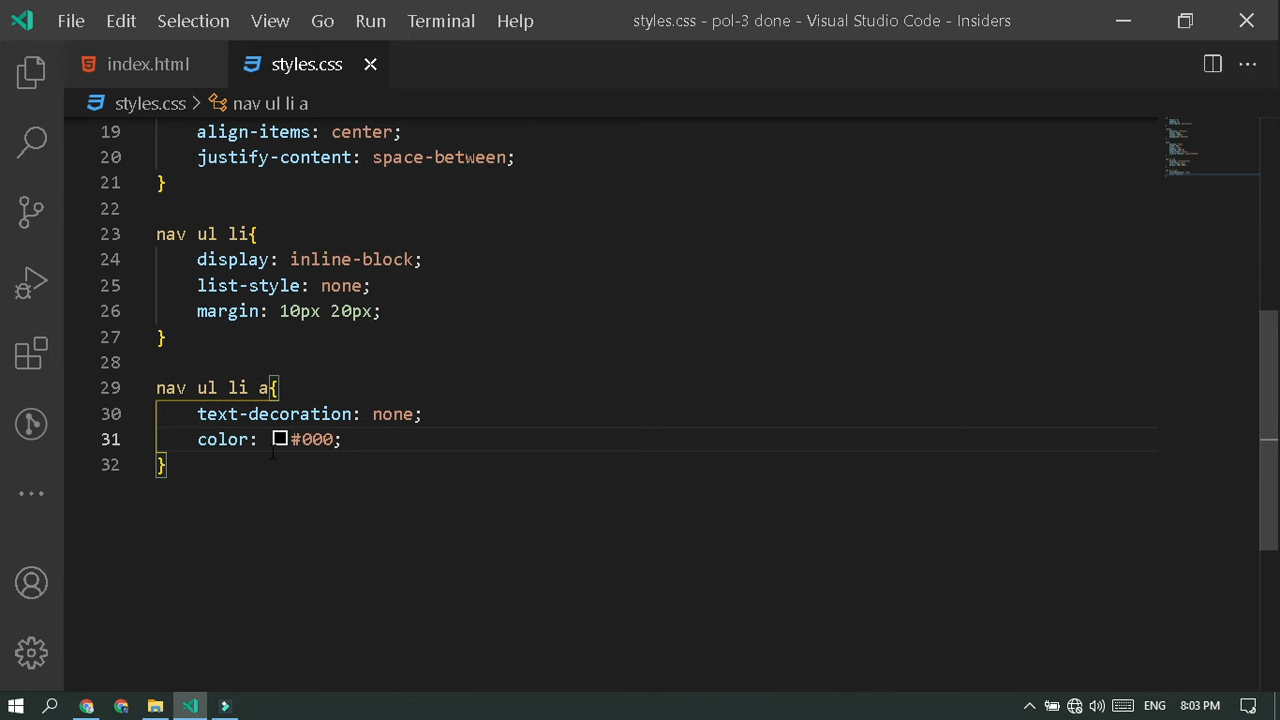 File Edit Selection View Go Run Terminal Help styles.css - pol-3 done - Visual Studio Code - Insiders
index.html styles.css
styles.css > nav ul li a
19 align-items: center;
20 justify-content: space-between;
21 }
22
23 nav ul li{
24 display: inline-block;
25 list-style: none;
26 margin: 10px 20px;
27 }
28
29 nav ul li a{
30 text-decoration: none;
31 color: #000;
32 }
ENG 8:03 PM